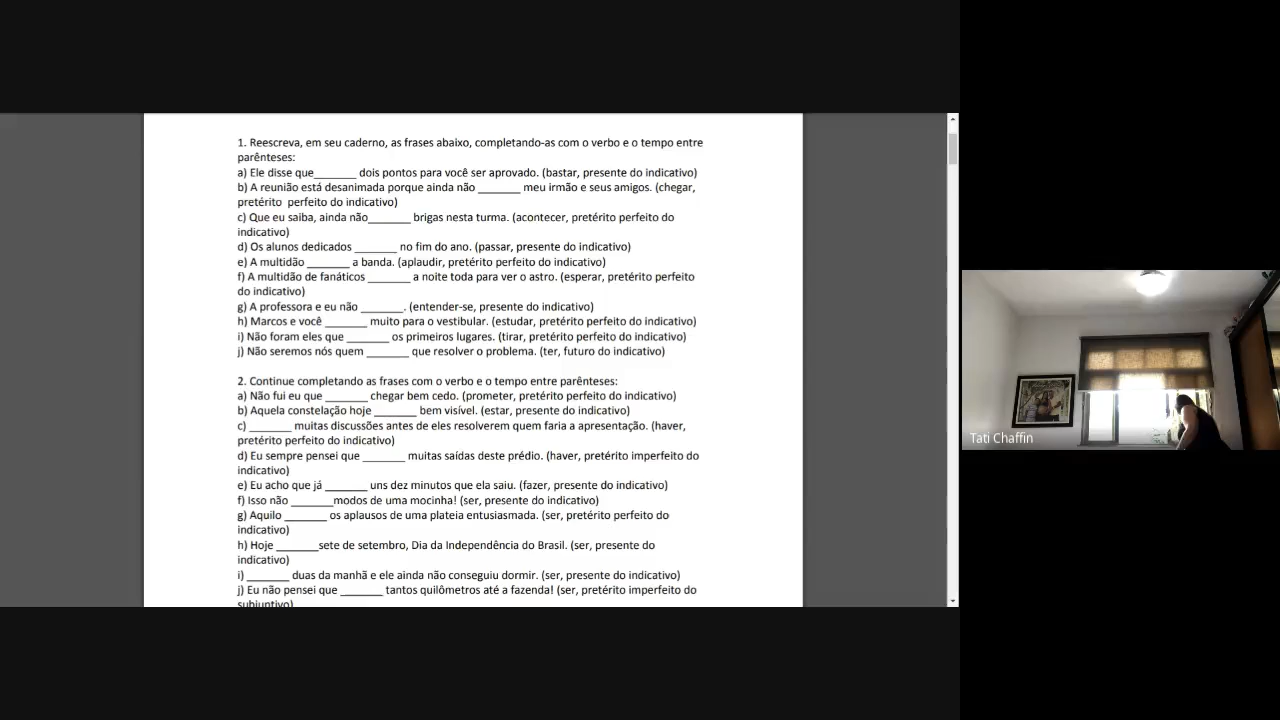 1. Reescreva, em seu caderno, as frases abaixo, completando-as com o verbo e o tempo entre
parênteses:
a) Ele disse que_______ dois pontos para você ser aprovado. (bastar, presente do indicativo)
b) A reunião está desanimada porque ainda não _______ meu irmão e seus amigos. (chegar,
pretérito  perfeito do indicativo)
c) Que eu saiba, ainda não_______ brigas nesta turma. (acontecer, pretérito perfeito do
indicativo)
d) Os alunos dedicados _______ no fim do ano. (passar, presente do indicativo)
e) A multidão _______ a banda. (aplaudir, pretérito perfeito do indicativo)
f) A multidão de fanáticos _______ a noite toda para ver o astro. (esperar, pretérito perfeito
do indicativo)
g) A professora e eu não _______. (entender-se, presente do indicativo)
h) Marcos e você _______ muito para o vestibular. (estudar, pretérito perfeito do indicativo)
i) Não foram eles que _______ os primeiros lugares. (tirar, pretérito perfeito do indicativo)
j) Não seremos nós quem _______ que resolver o problema. (ter, futuro do indicativo)
2. Continue completando as frases com o verbo e o tempo entre parênteses:
a) Não fui eu que _______ chegar bem cedo. (prometer, pretérito perfeito do indicativo)
b) Aquela constelação hoje _______ bem visível. (estar, presente do indicativo)
c) _______ muitas discussões antes de eles resolverem quem faria a apresentação. (haver,
pretérito perfeito do indicativo)
d) Eu sempre pensei que _______ muitas saídas deste prédio. (haver, pretérito imperfeito do
indicativo)
e) Eu acho que já _______ uns dez minutos que ela saiu. (fazer, presente do indicativo)
f) Isso não _______modos de uma mocinha! (ser, presente do indicativo)
g) Aquilo _______ os aplausos de uma plateia entusiasmada. (ser, pretérito perfeito do
indicativo)
h) Hoje _______sete de setembro, Dia da Independência do Brasil. (ser, presente do
indicativo)
i) _______ duas da manhã e ele ainda não conseguiu dormir. (ser, presente do indicativo)
j) Eu não pensei que _______ tantos quilômetros até a fazenda! (ser, pretérito imperfeito do
subjuntivo)
Tati Chaffin